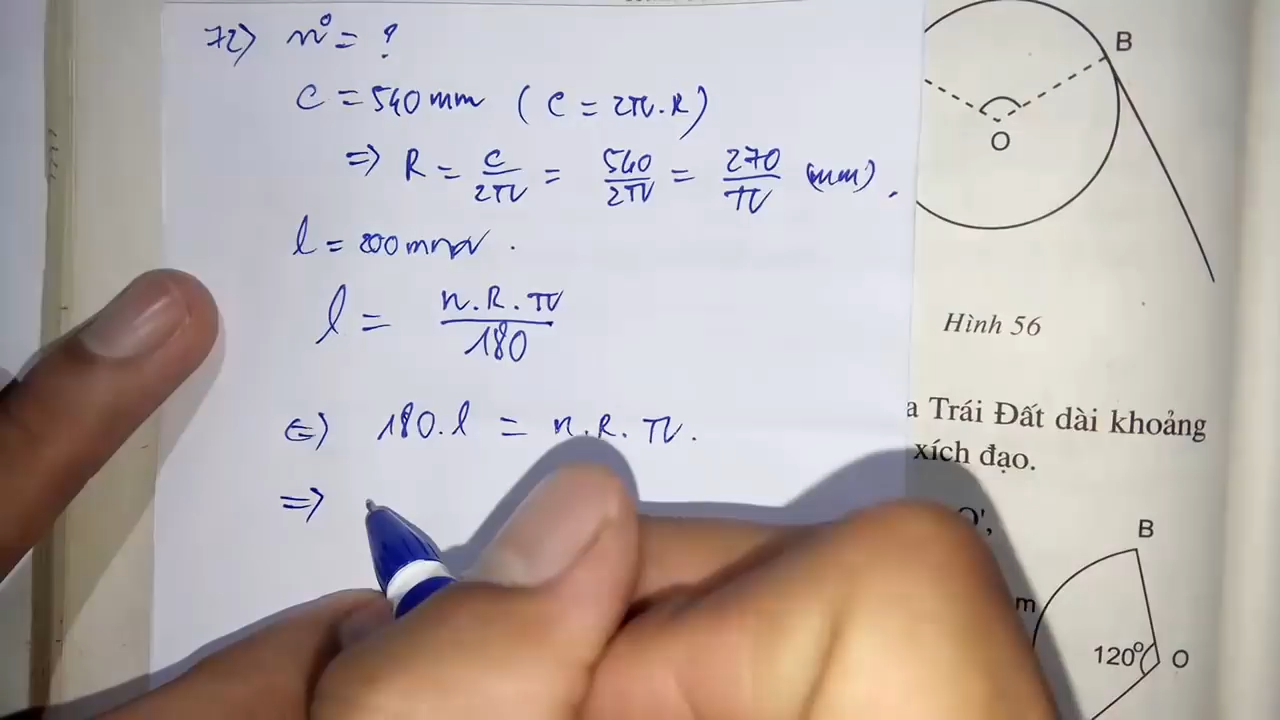 72) n° = ?
C = 540 mm ( C = 2π.R )
=> R = C/2π = 540/2π = 270/π (mm).
l = 200 mm.
l = n.R.π/180
<=> 180.l = n.R.π.
=>
B
O
Hình 56
a Trái Đất dài khoảng
xích đạo.
O',
B
m
120° O